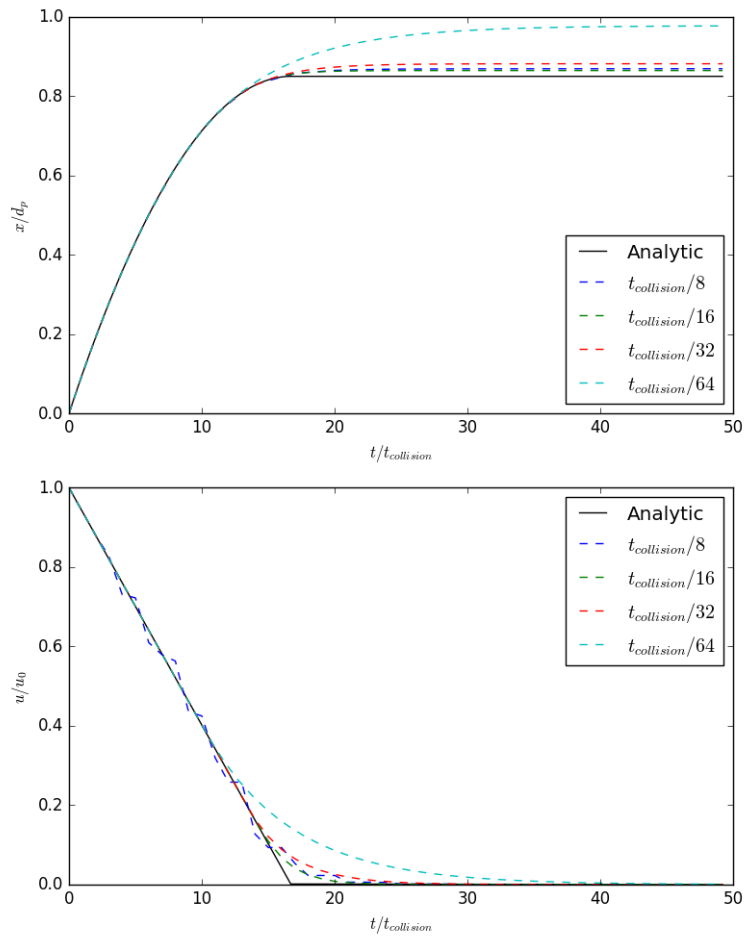 1.0
0.8
0.6
0.4
0.2
0.0
x/d_p
0 10 20 30 40 50
t/t_collision
Analytic
t_collision/8
t_collision/16
t_collision/32
t_collision/64
1.0
0.8
0.6
0.4
0.2
0.0
u/u_0
0 10 20 30 40 50
t/t_collision
Analytic
t_collision/8
t_collision/16
t_collision/32
t_collision/64